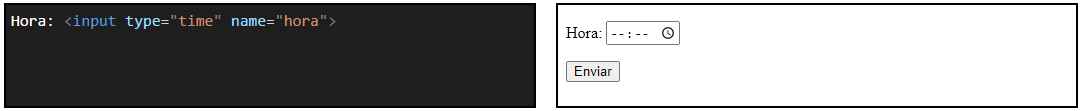 Hora: <input type="time" name="hora">
Hora: --:--
Enviar